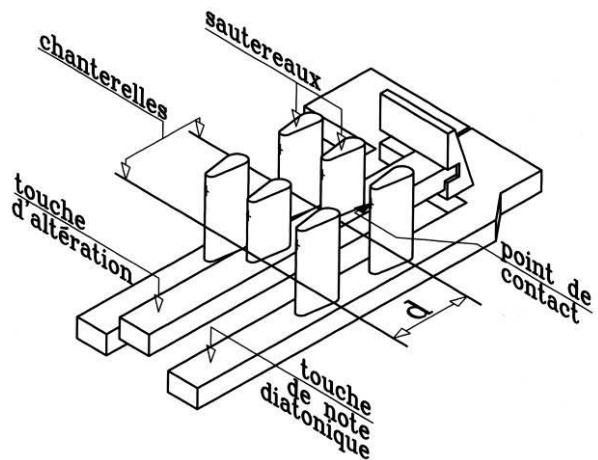 sautereaux
chanterelles
touche
d'altération
point de
contact
d
touche
de note
diatonique